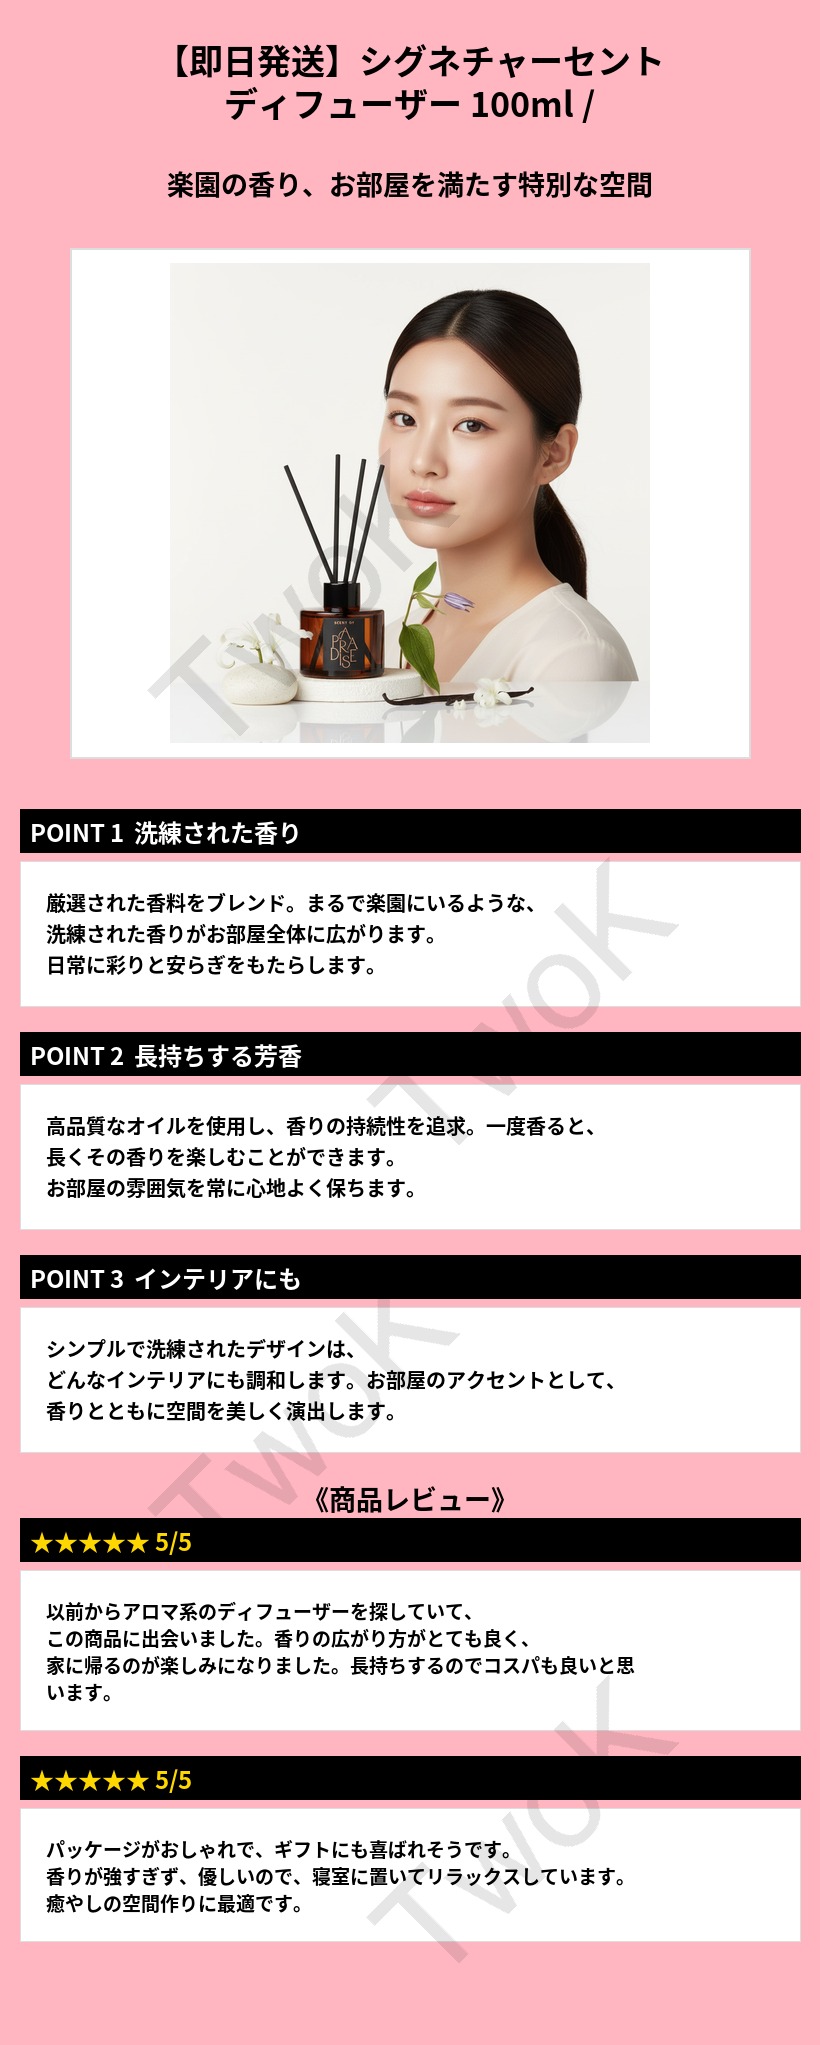 【即日発送】シグネチャーセント
ディフューザー 100ml /
楽園の香り、お部屋を満たす特別な空間
SCENT OF
A
PRA
DISE
TwoK
POINT 1 洗練された香り
厳選された香料をブレンド。まるで楽園にいるような、
洗練された香りがお部屋全体に広がります。
日常に彩りと安らぎをもたらします。
TwoK
POINT 2 長持ちする芳香
高品質なオイルを使用し、香りの持続性を追求。一度香ると、
長くその香りを楽しむことができます。
お部屋の雰囲気を常に心地よく保ちます。
POINT 3 インテリアにも
シンプルで洗練されたデザインは、
どんなインテリアにも調和します。お部屋のアクセントとして、
香りとともに空間を美しく演出します。
TwoK
《商品レビュー》
★★★★★ 5/5
以前からアロマ系のディフューザーを探していて、
この商品に出会いました。香りの広がり方がとても良く、
家に帰るのが楽しみになりました。長持ちするのでコスパも良いと思
います。
★★★★★ 5/5
パッケージがおしゃれで、ギフトにも喜ばれそうです。
香りが強すぎず、優しいので、寝室に置いてリラックスしています。
癒やしの空間作りに最適です。
TwoK